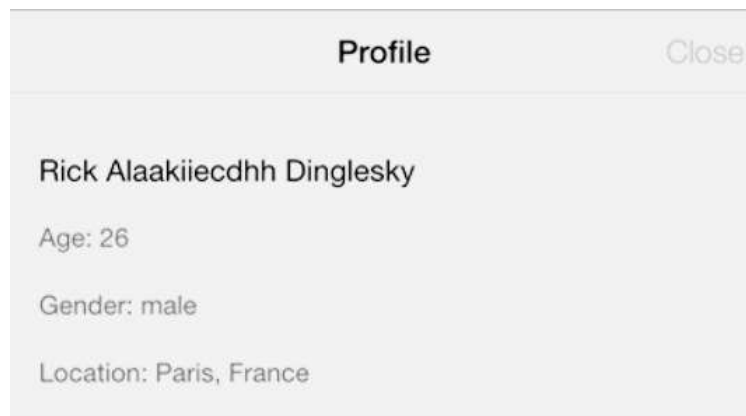 Profile
Close
Rick Alaakiiecdhh Dinglesky
Age: 26
Gender: male
Location: Paris, France